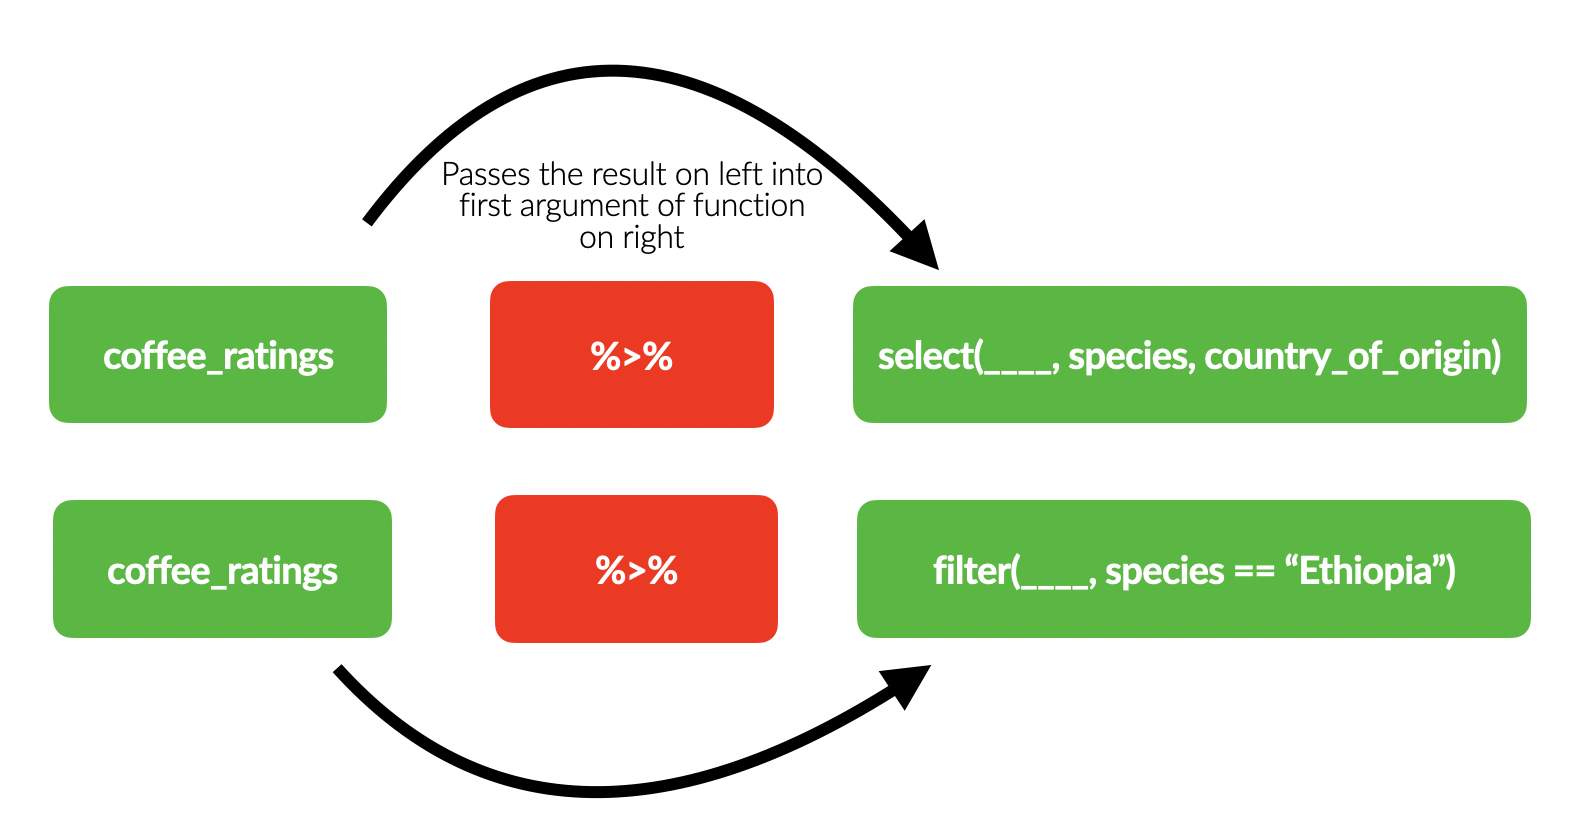 Passes the result on left into
first argument of function
on right
coffee_ratings
%>%
select(____, species, country_of_origin)
coffee_ratings
%>%
filter(____, species == “Ethiopia”)